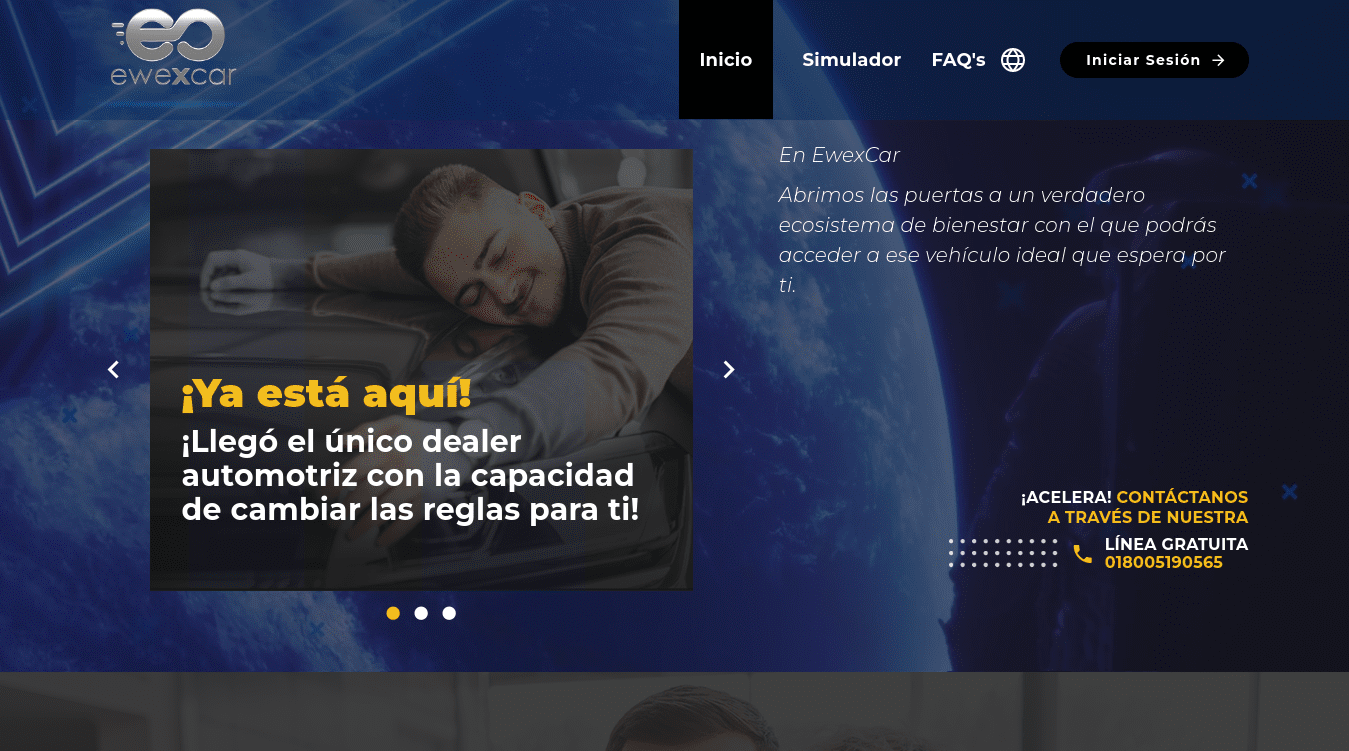 ewexcar
Inicio
Simulador
FAQ's
Iniciar Sesión
En EwexCar
Abrimos las puertas a un verdadero
ecosistema de bienestar con el que podrás
acceder a ese vehículo ideal que espera por
ti.
¡Ya está aquí!
¡Llegó el único dealer
automotriz con la capacidad
de cambiar las reglas para ti!
¡ACELERA! CONTÁCTANOS
A TRAVÉS DE NUESTRA
LÍNEA GRATUITA
018005190565